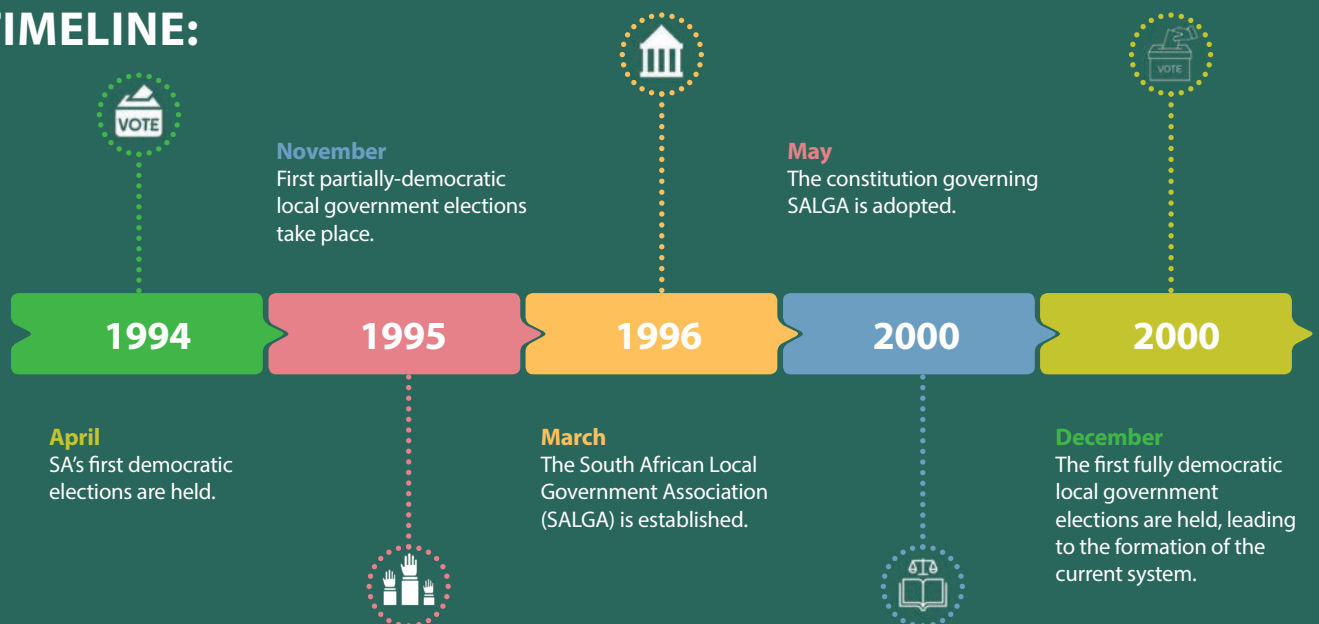 TIMELINE:
VOTE
1994
April
SA's first democratic
elections are held.
November
First partially-democratic
local government elections
take place.
1995
1996
March
The South African Local
Government Association
(SALGA) is established.
May
The constitution governing
SALGA is adopted.
2000
VOTE
2000
December
The first fully democratic
local government
elections are held, leading
to the formation of the
current system.